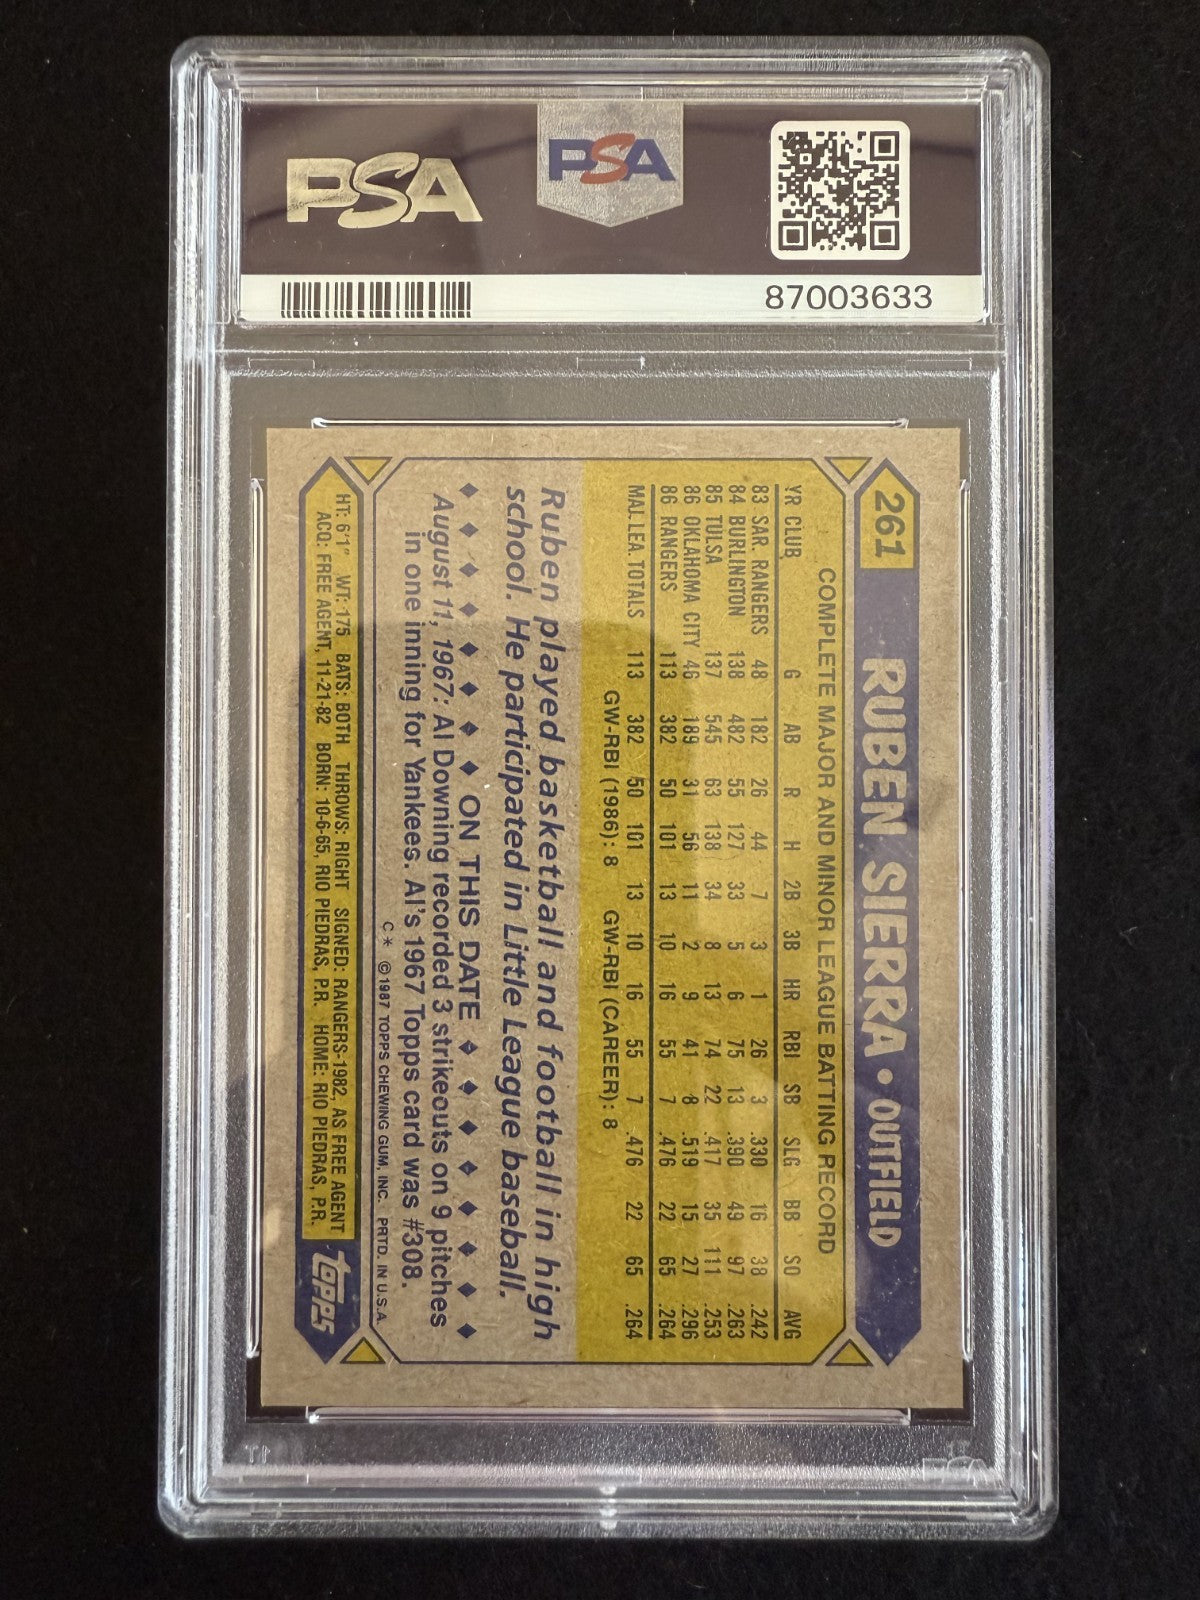 PSA
PSA
87003633
261 RUBEN SIERRA • OUTFIELD
COMPLETE MAJOR AND MINOR LEAGUE BATTING RECORD
YR CLUB G AB R H 2B 3B HR RBI SB SLG BB SO AVG
83 SAR. RANGERS 48 182 26 44 7 3 1 26 3 .330 16 38 .242
84 BURLINGTON 138 482 55 127 33 5 6 75 13 .390 49 97 .263
85 TULSA 137 545 63 138 34 8 13 74 22 .417 35 111 .253
86 OKLAHOMA CITY 46 189 31 56 11 2 9 41 8 .519 15 27 .296
86 RANGERS 113 382 50 101 13 10 16 55 7 .476 22 65 .264
MAJ. LEA. TOTALS 113 382 50 101 13 10 16 55 7 .476 22 65 .264
GW-RBI (1986): 8 GW-RBI (CAREER): 8
Ruben played basketball and football in high
school. He participated in Little League baseball.
ON THIS DATE
August 11, 1967: Al Downing recorded 3 strikeouts on 9 pitches
in one inning for Yankees. Al's 1967 Topps card was #308.
C* © 1987 TOPPS CHEWING GUM, INC. PRTD. IN U.S.A.
HT: 6'1" WT: 175 BATS: BOTH THROWS: RIGHT SIGNED: RANGERS-1982, AS FREE AGENT
ACQ: FREE AGENT, 11-21-82 BORN: 10-6-65, RIO PIEDRAS, P.R. HOME: RIO PIEDRAS, P.R.
topps